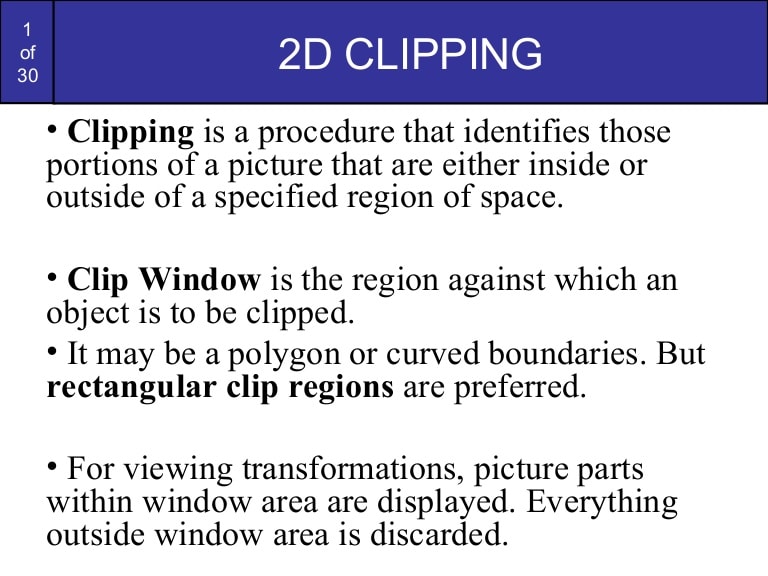 1
of
30
2D CLIPPING
• Clipping is a procedure that identifies those
portions of a picture that are either inside or
outside of a specified region of space.
• Clip Window is the region against which an
object is to be clipped.
• It may be a polygon or curved boundaries. But
rectangular clip regions are preferred.
• For viewing transformations, picture parts
within window area are displayed. Everything
outside window area is discarded.